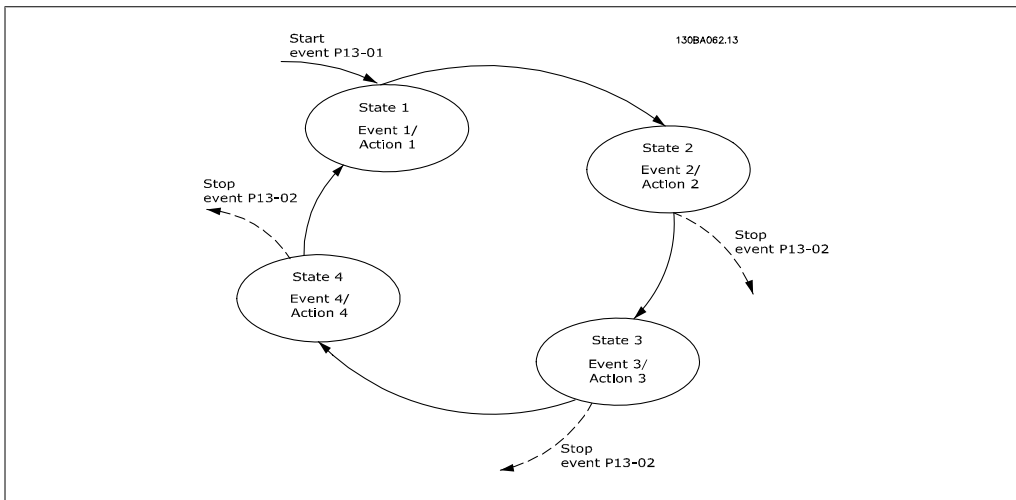 Start
event P13-01
130BA062.13
State 1
Event 1/
Action 1
State 2
Event 2/
Action 2
Stop
event P13-02
Stop
event P13-02
State 4
Event 4/
Action 4
State 3
Event 3/
Action 3
Stop
event P13-02